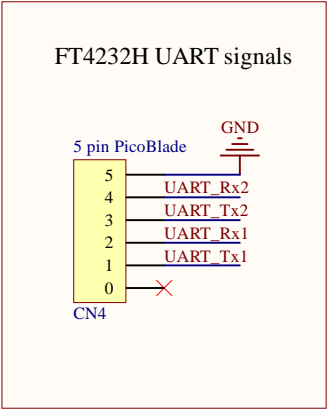 FT4232H UART signals
GND
5 pin PicoBlade
5
4 UART_Rx2
3 UART_Tx2
2 UART_Rx1
1 UART_Tx1
0
CN4